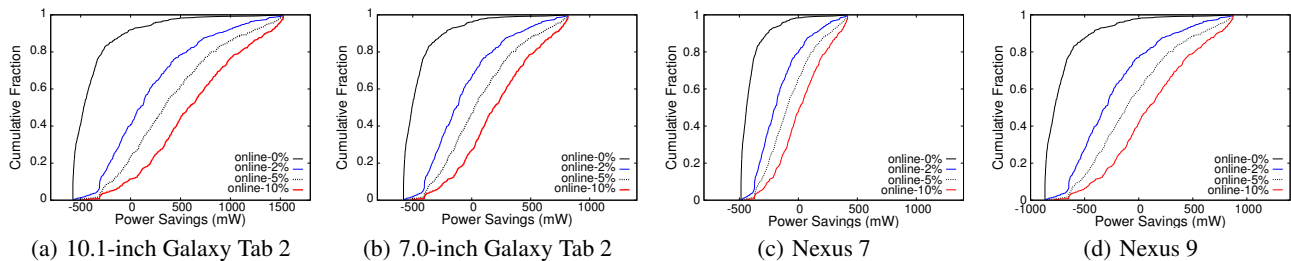 Cumulative Fraction
1
0.8
0.6
0.4
0.2
0
-500 0 500 1000 1500
Power Savings (mW)
online-0%
online-2%
online-5%
online-10%
(a) 10.1-inch Galaxy Tab 2
Cumulative Fraction
1
0.8
0.6
0.4
0.2
0
-500 0 500 1000
Power Savings (mW)
online-0%
online-2%
online-5%
online-10%
(b) 7.0-inch Galaxy Tab 2
Cumulative Fraction
1
0.8
0.6
0.4
0.2
0
-500 0 500 1000
Power Savings (mW)
online-0%
online-2%
online-5%
online-10%
(c) Nexus 7
Cumulative Fraction
1
0.8
0.6
0.4
0.2
0
-1000 -500 0 500 1000
Power Savings (mW)
online-0%
online-2%
online-5%
online-10%
(d) Nexus 9